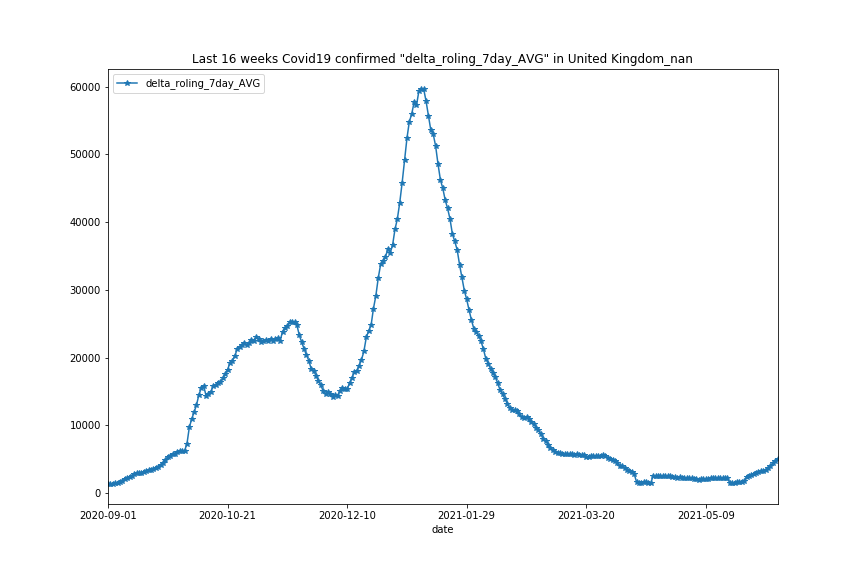 Last 16 weeks Covid19 confirmed "delta_roling_7day_AVG" in United Kingdom_nan
delta_roling_7day_AVG
60000
50000
40000
30000
20000
10000
0
2020-09-01 2020-10-21 2020-12-10 2021-01-29 2021-03-20 2021-05-09
date